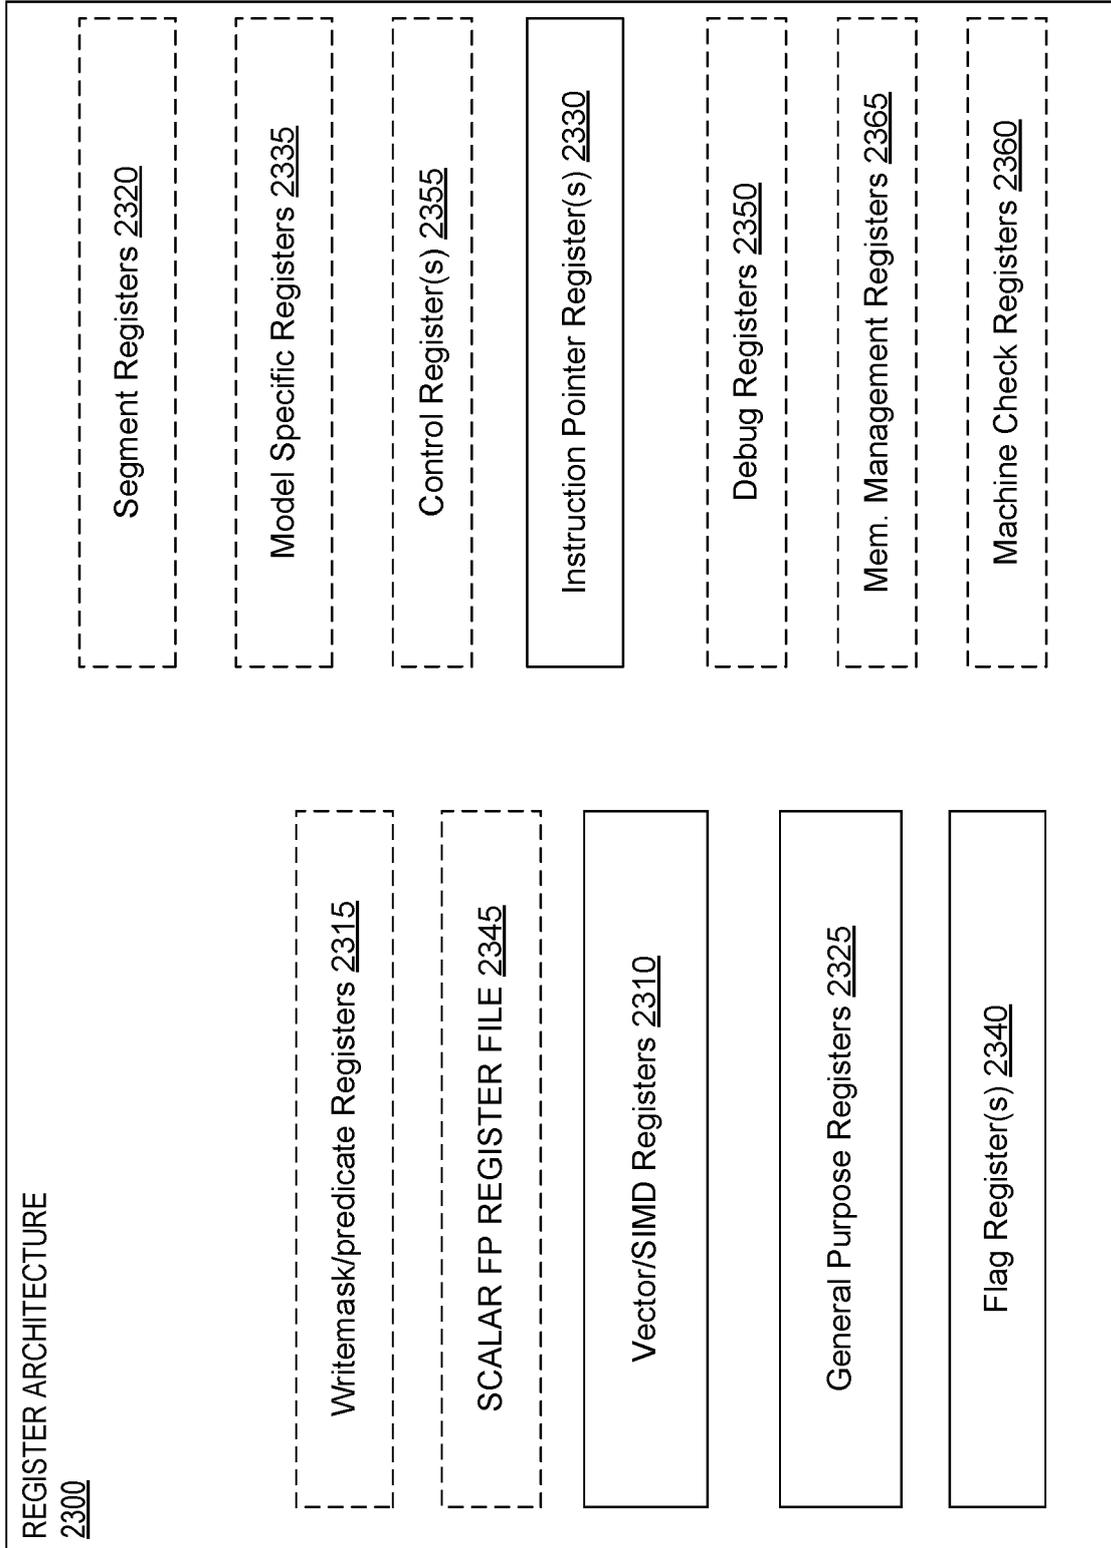 REGISTER ARCHITECTURE
2300
Writemask/predicate Registers 2315
SCALAR FP REGISTER FILE 2345
Vector/SIMD Registers 2310
General Purpose Registers 2325
Flag Register(s) 2340
Segment Registers 2320
Model Specific Registers 2335
Control Register(s) 2355
Instruction Pointer Register(s) 2330
Debug Registers 2350
Mem. Management Registers 2365
Machine Check Registers 2360